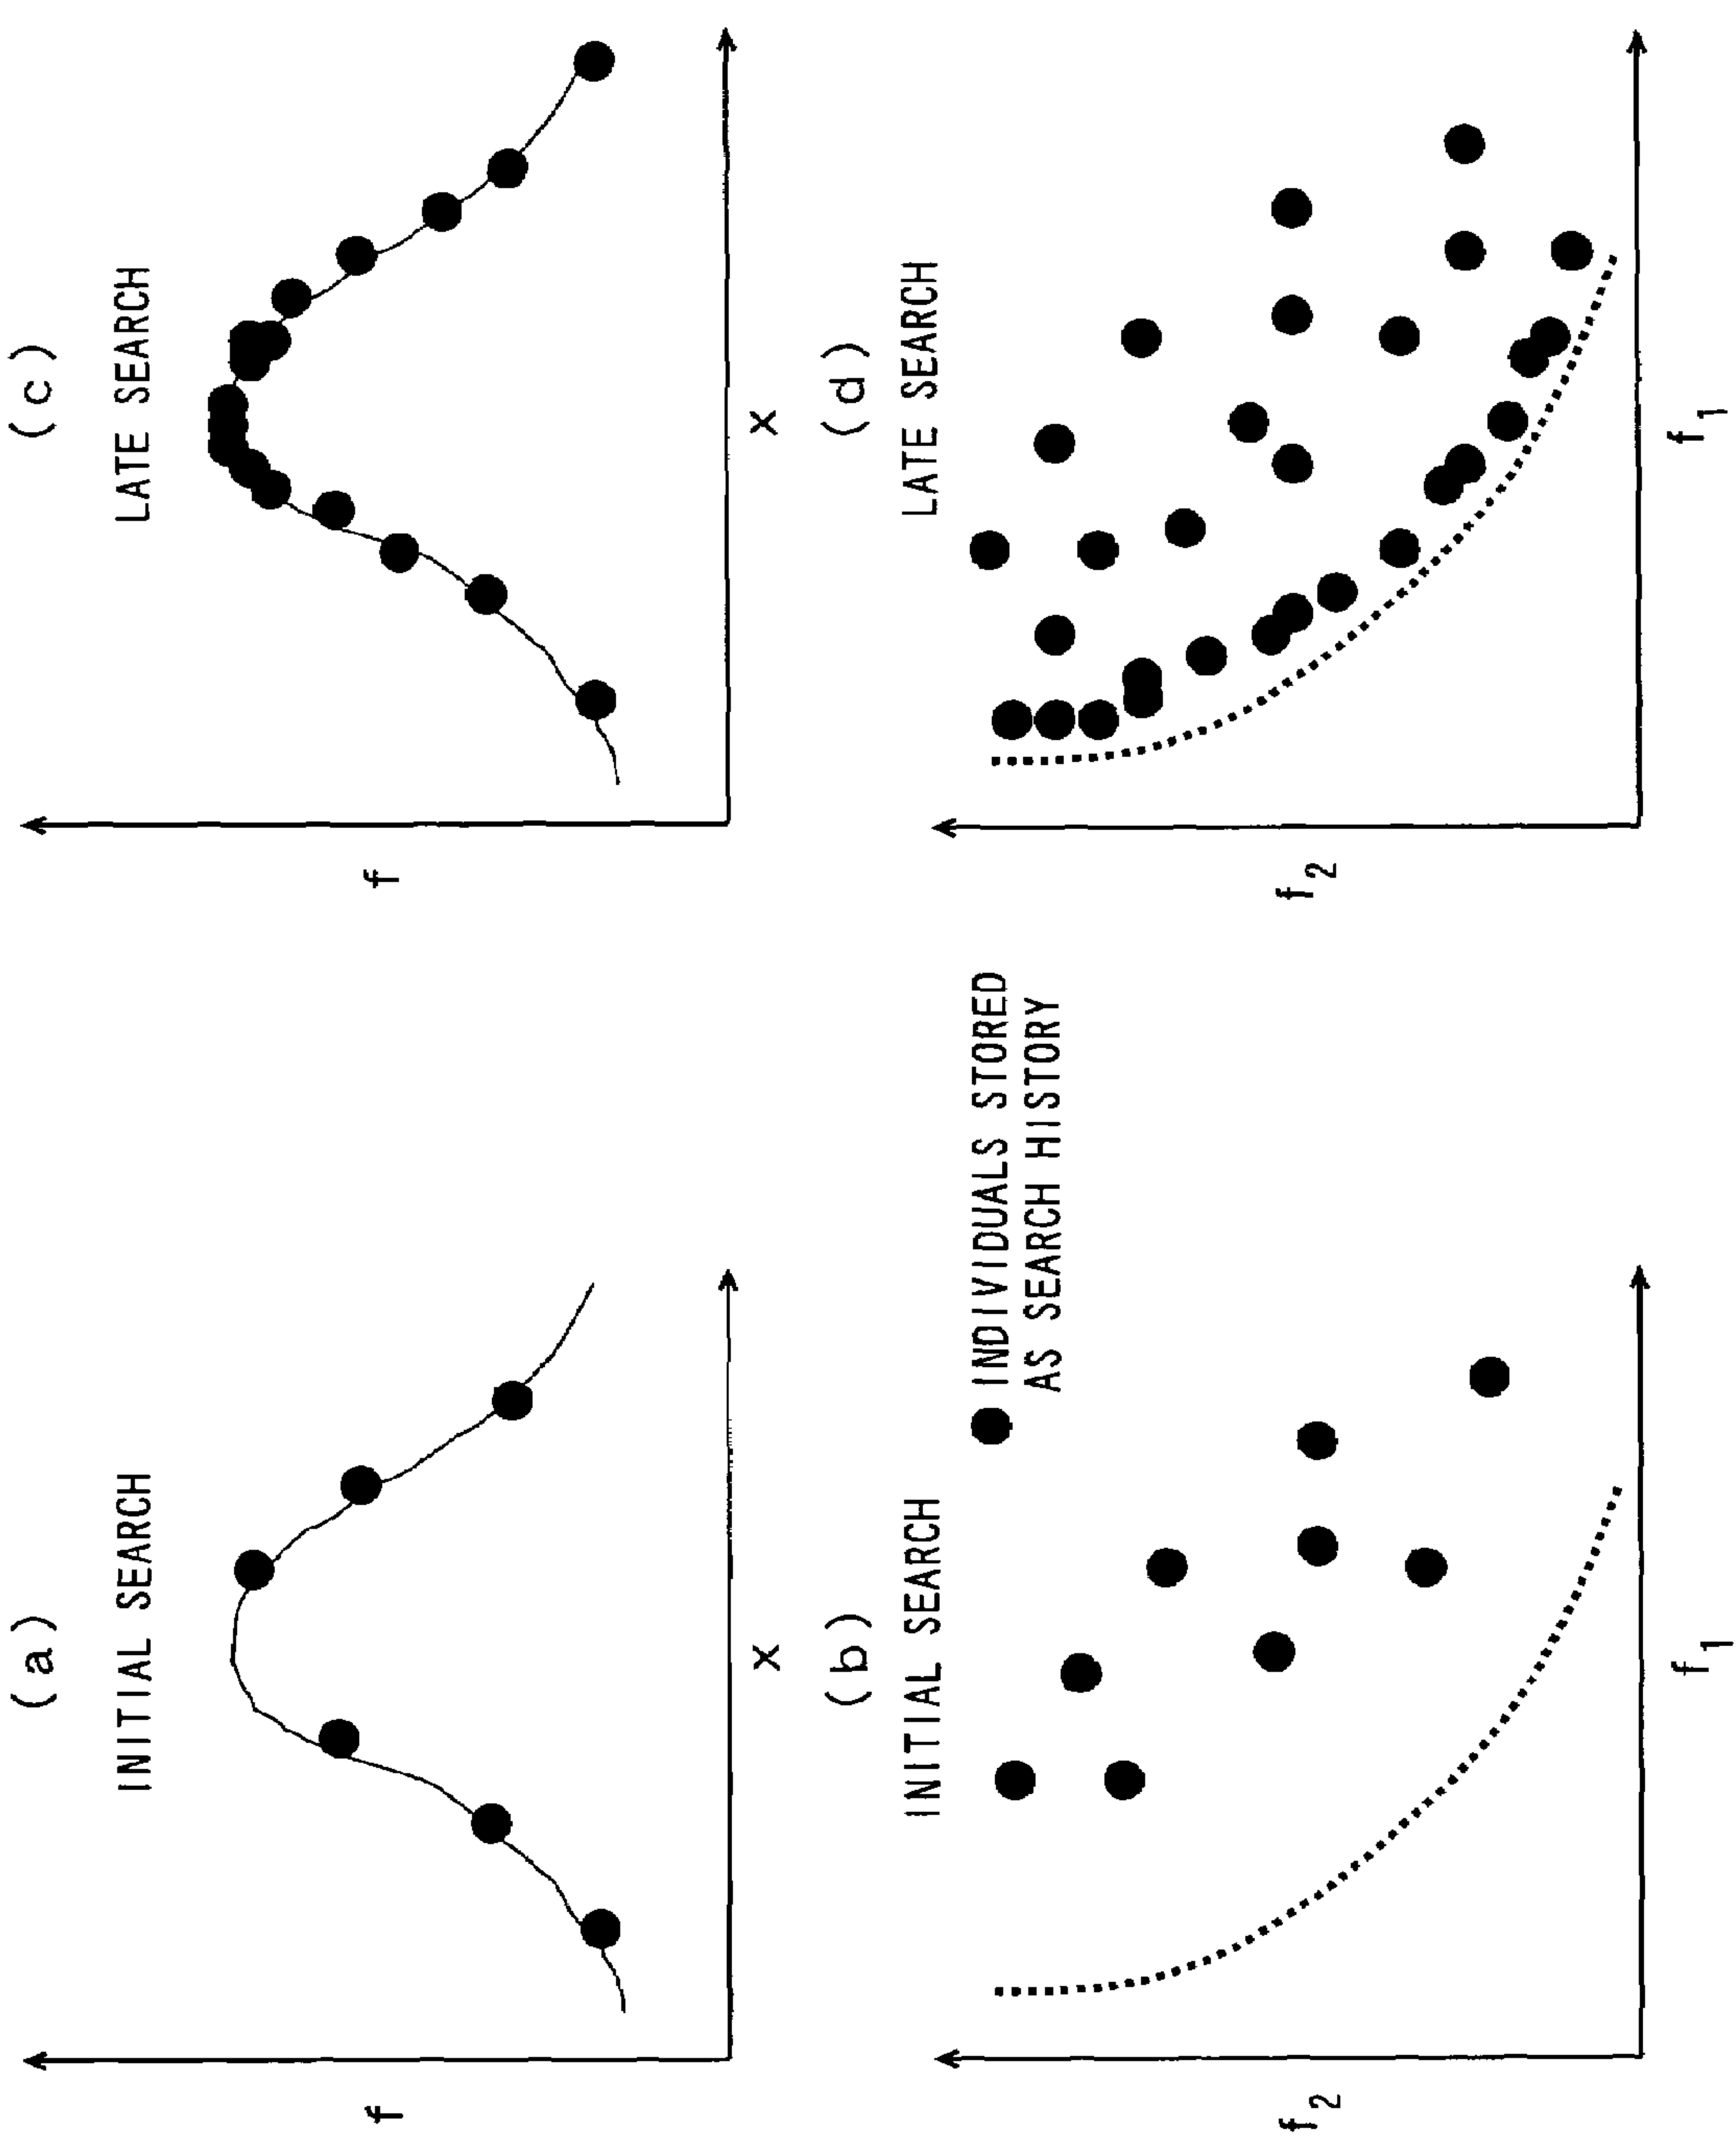 (a)
INITIAL SEARCH
f
x
(c)
LATE SEARCH
f
x
(b)
INITIAL SEARCH
INDIVIDUALS STORED
AS SEARCH HISTORY
f2
f1
(d)
LATE SEARCH
f2
f1